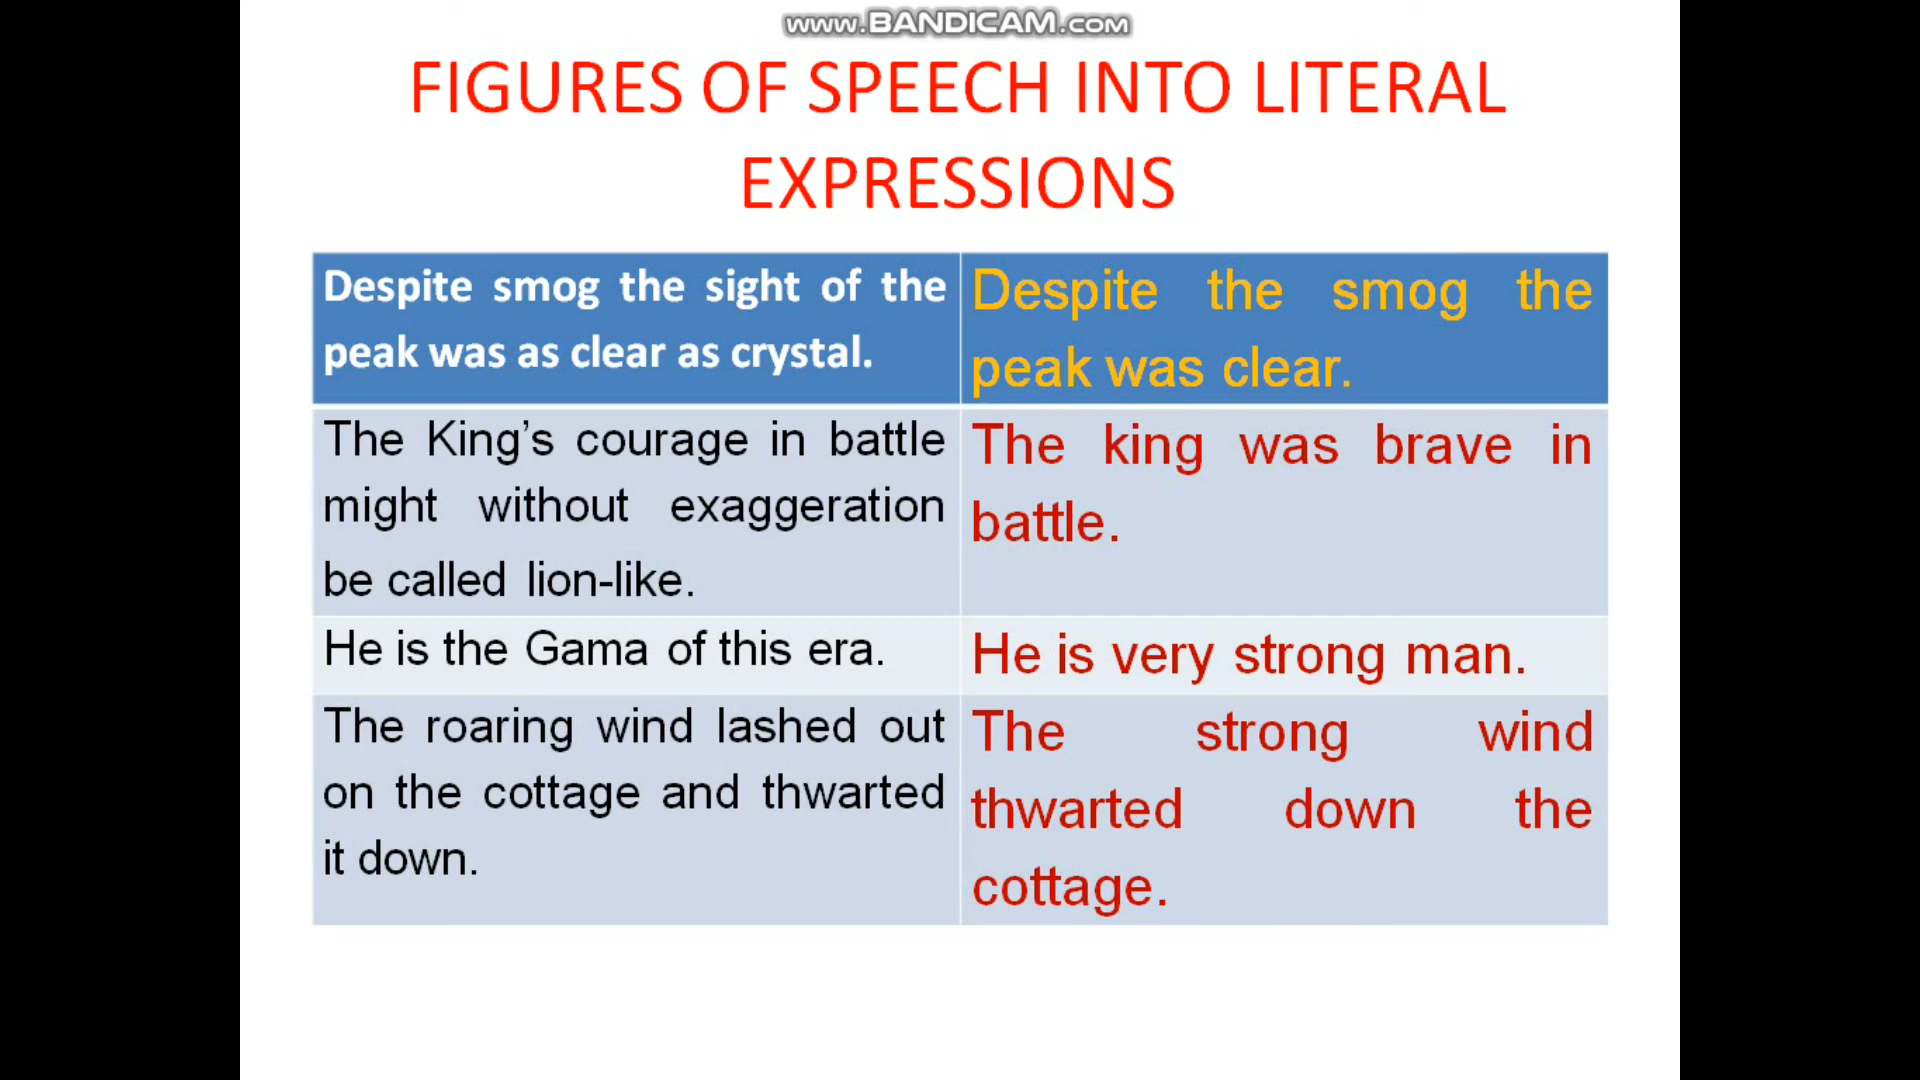 www.BANDICAM.com
FIGURES OF SPEECH INTO LITERAL
EXPRESSIONS
Despite smog the sight of the
peak was as clear as crystal.
Despite the smog the
peak was clear.
The King’s courage in battle
might without exaggeration
be called lion-like.
The king was brave in
battle.
He is the Gama of this era.
He is very strong man.
The roaring wind lashed out
on the cottage and thwarted
it down.
The strong wind
thwarted down the
cottage.